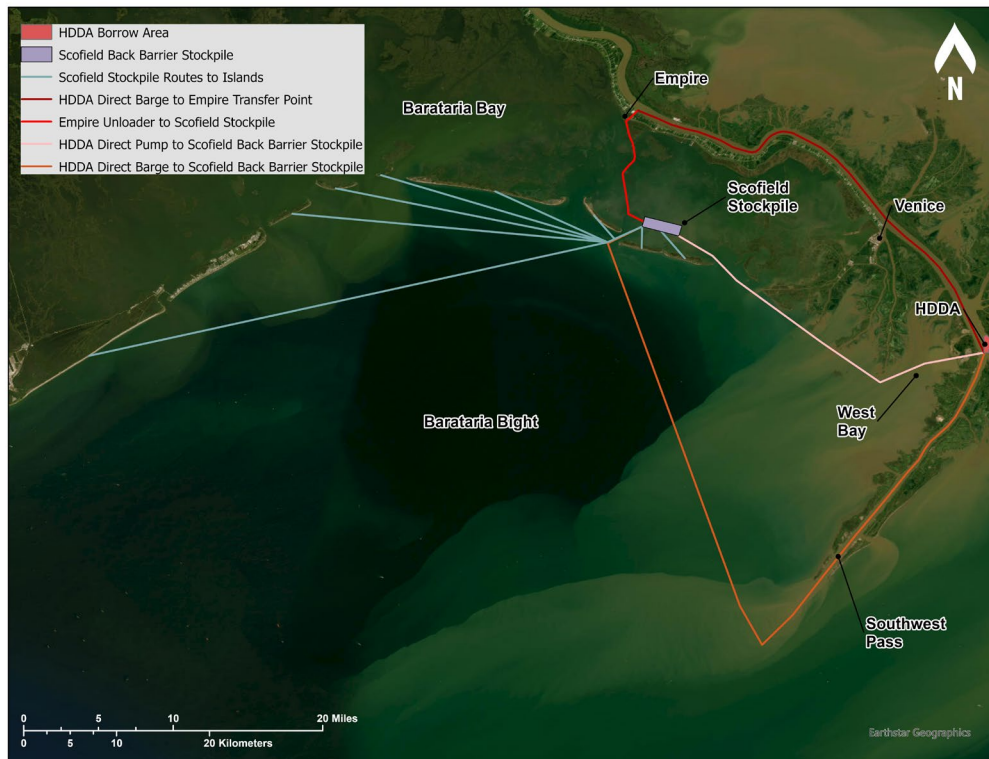 HDDA Borrow Area
Scofield Back Barrier Stockpile
Scofield Stockpile Routes to Islands
HDDA Direct Barge to Empire Transfer Point
Empire Unloader to Scofield Stockpile
HDDA Direct Pump to Scofield Back Barrier Stockpile
HDDA Direct Barge to Scofield Back Barrier Stockpile
N
Empire
Barataria Bay
Scofield
Stockpile
Venice
HDDA
West
Bay
Barataria Bight
Southwest
Pass
0 5 10 20 Miles
0 5 10 20 Kilometers
Earthstar Geographics